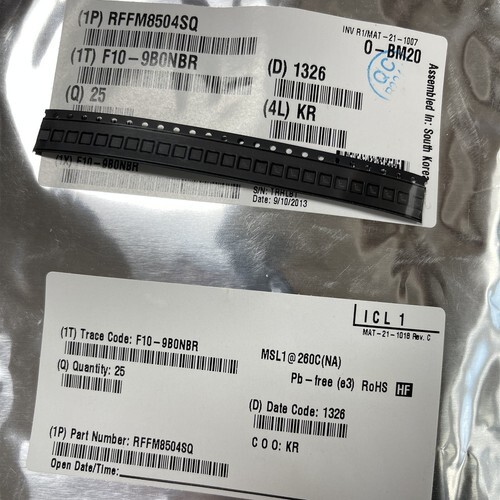 (1P) RFFM8504SQ
INV R1/MAT-21-1007
O-BM20
(1T) F10-9B0NBR
(D) 1326
(Q) 25
(4L) KR
Assembled In: South Korea
F10-9B0NBR
S/N:
Date: 9/10/2013
ICL 1
MAT-21-1018 Rev. C
(1T) Trace Code: F10-9B0NBR
MSL1@260C(NA)
(Q) Quantity: 25
Pb-free (e3) RoHS HF
(D) Date Code: 1326
(1P) Part Number: RFFM8504SQ
C O O: KR
Open Date/Time: